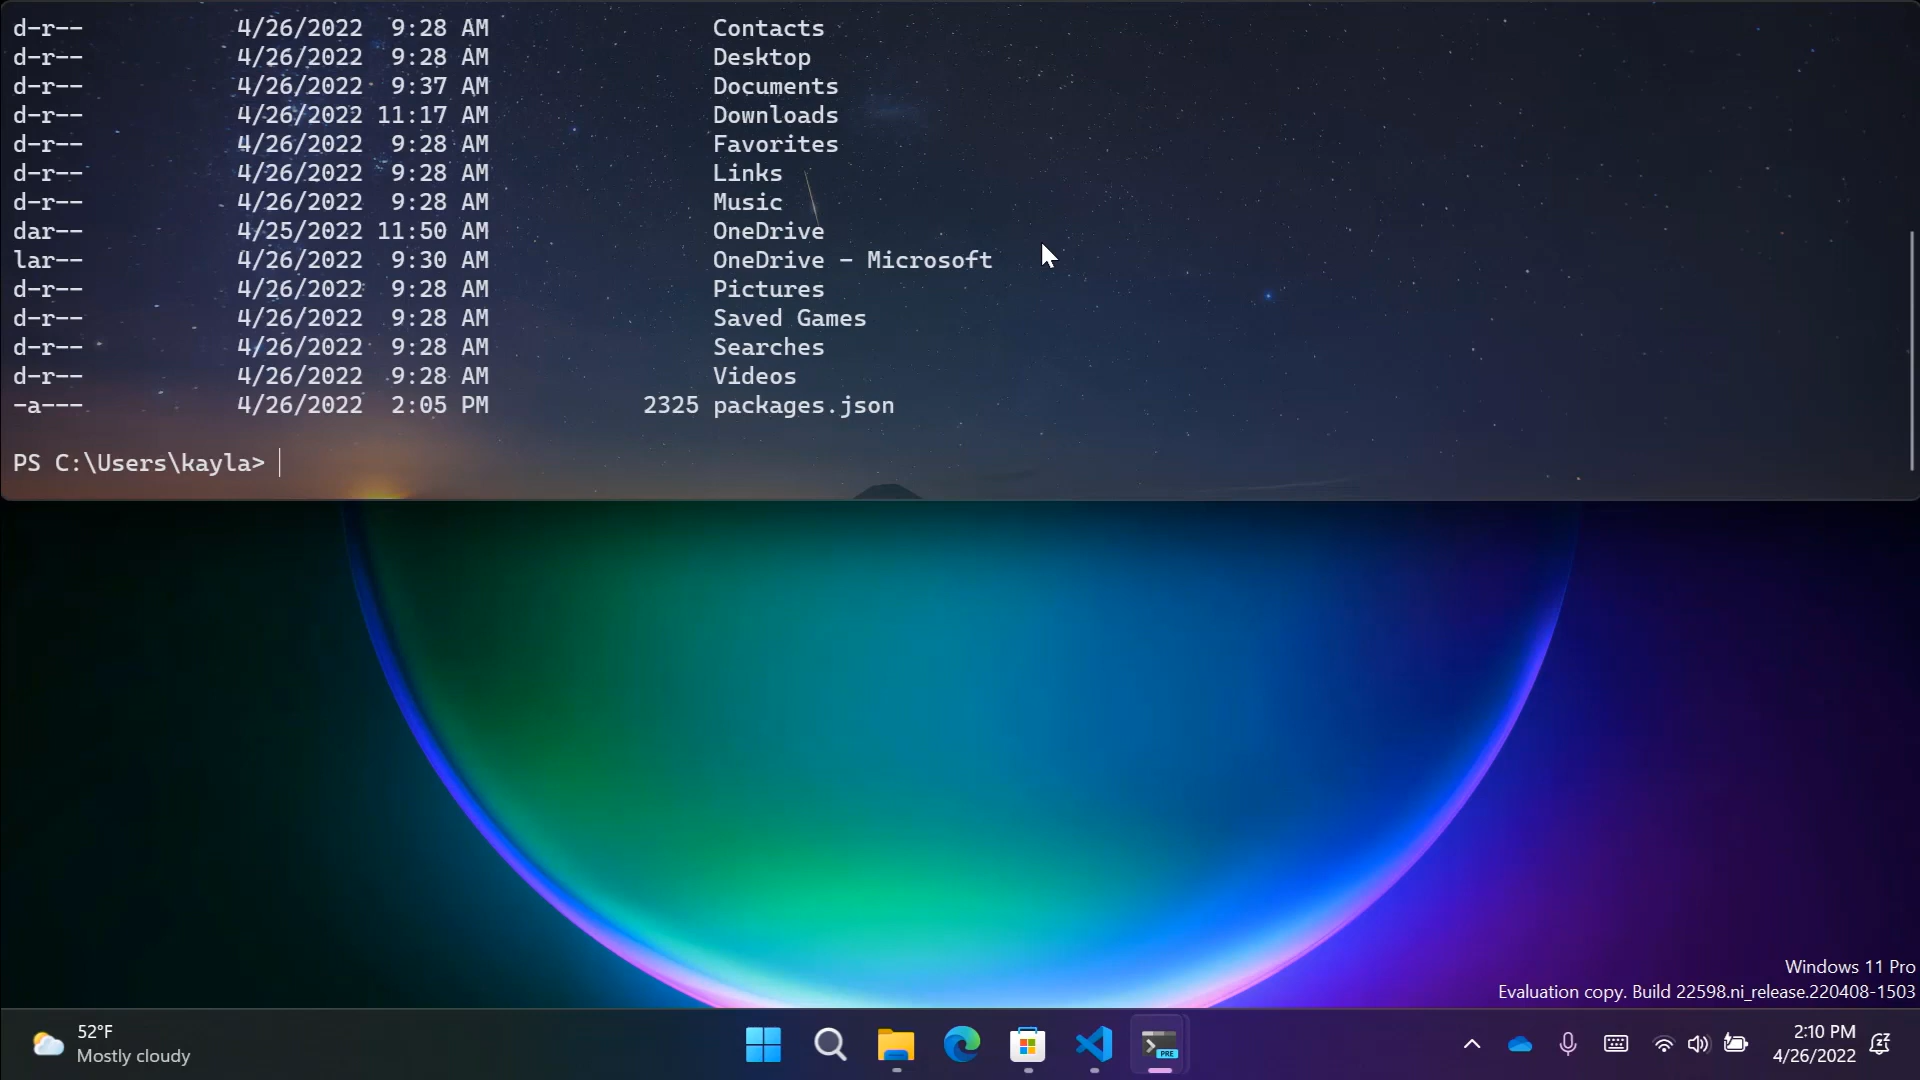 d-r--           4/26/2022  9:28 AM                Contacts
d-r--           4/26/2022  9:28 AM                Desktop
d-r--           4/26/2022  9:37 AM                Documents
d-r--           4/26/2022 11:17 AM                Downloads
d-r--           4/26/2022  9:28 AM                Favorites
d-r--           4/26/2022  9:28 AM                Links
d-r--           4/26/2022  9:28 AM                Music
dar--           4/25/2022 11:50 AM                OneDrive
lar--           4/26/2022  9:30 AM                OneDrive - Microsoft
d-r--           4/26/2022  9:28 AM                Pictures
d-r--           4/26/2022  9:28 AM                Saved Games
d-r--           4/26/2022  9:28 AM                Searches
d-r--           4/26/2022  9:28 AM                Videos
-a---           4/26/2022  2:05 PM           2325 packages.json
PS C:\Users\kayla>
Windows 11 Pro
Evaluation copy. Build 22598.ni_release.220408-1503
52°F
Mostly cloudy
PRE
2:10 PM
4/26/2022